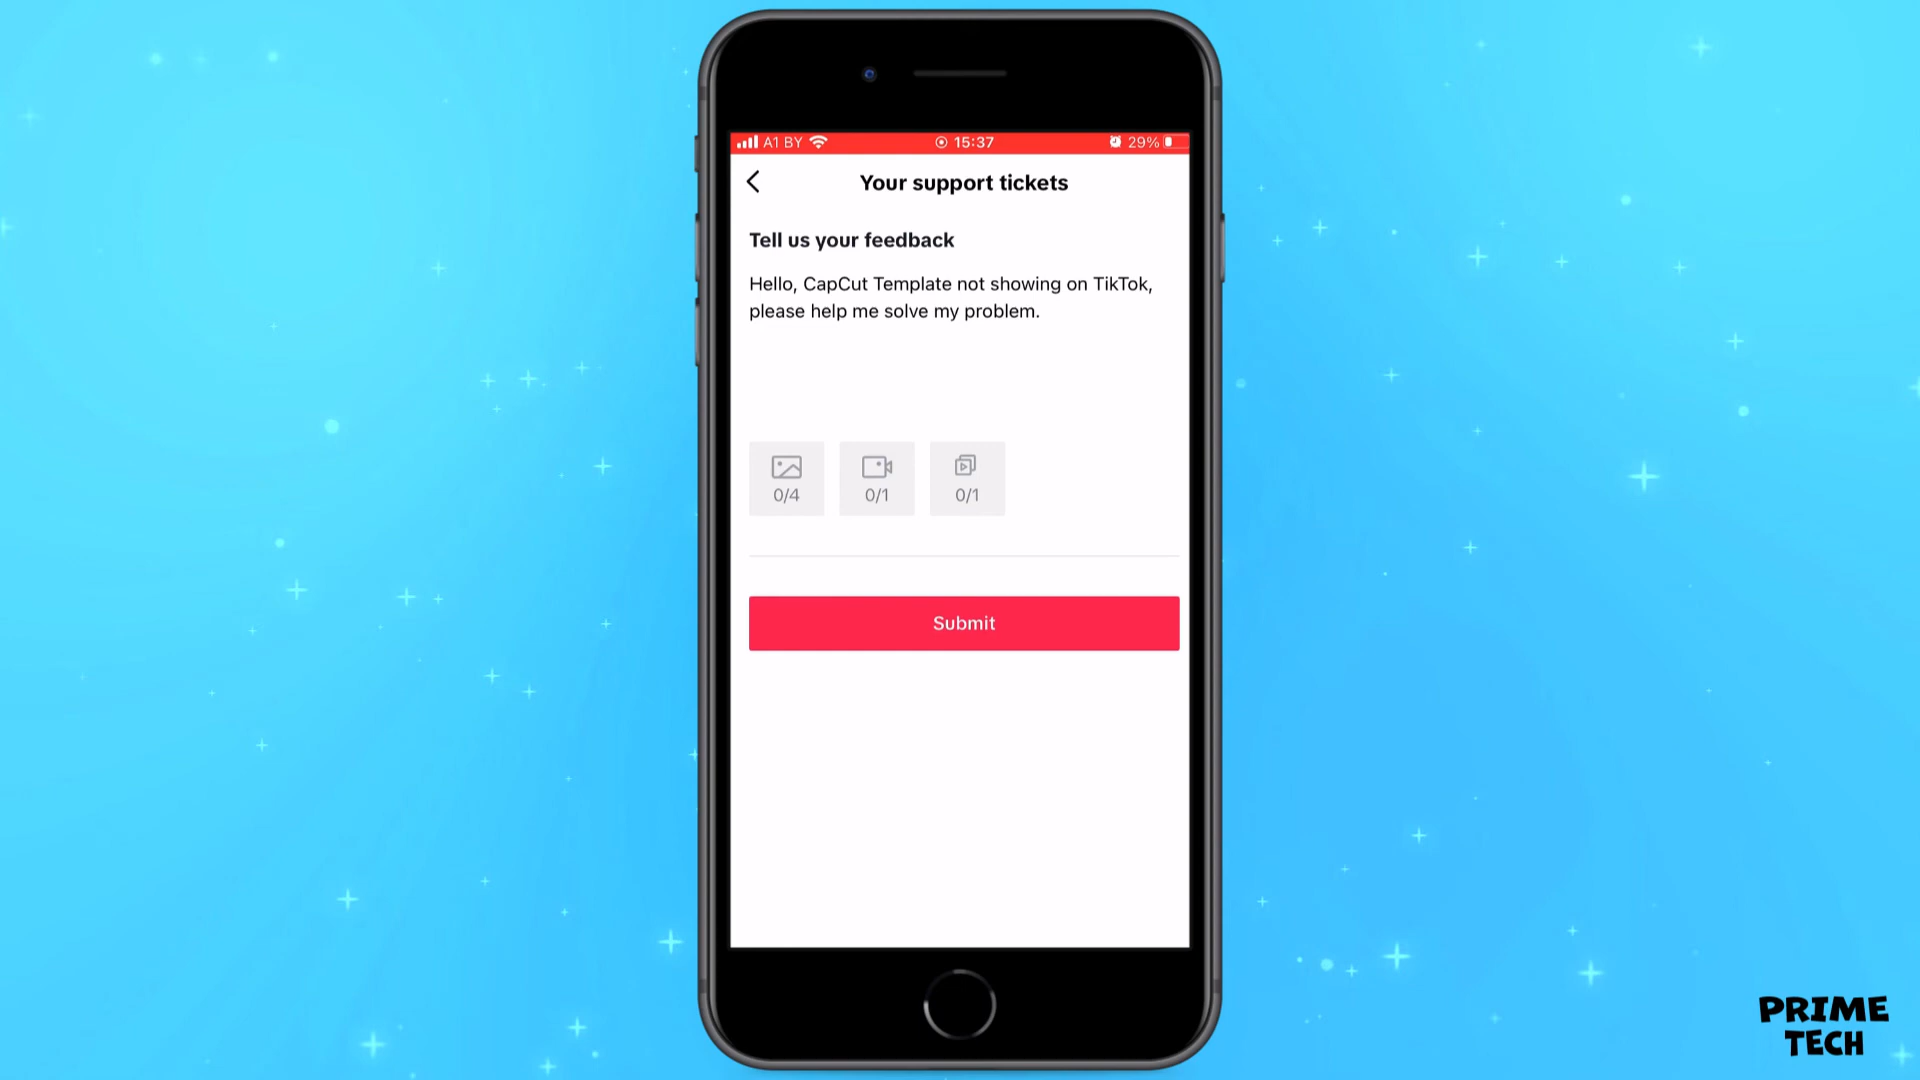 A1 BY 15:37 29%
Your support tickets
Tell us your feedback
Hello, CapCut Template not showing on TikTok,
please help me solve my problem.
0/4 0/1 0/1
Submit
PRIME
TECH